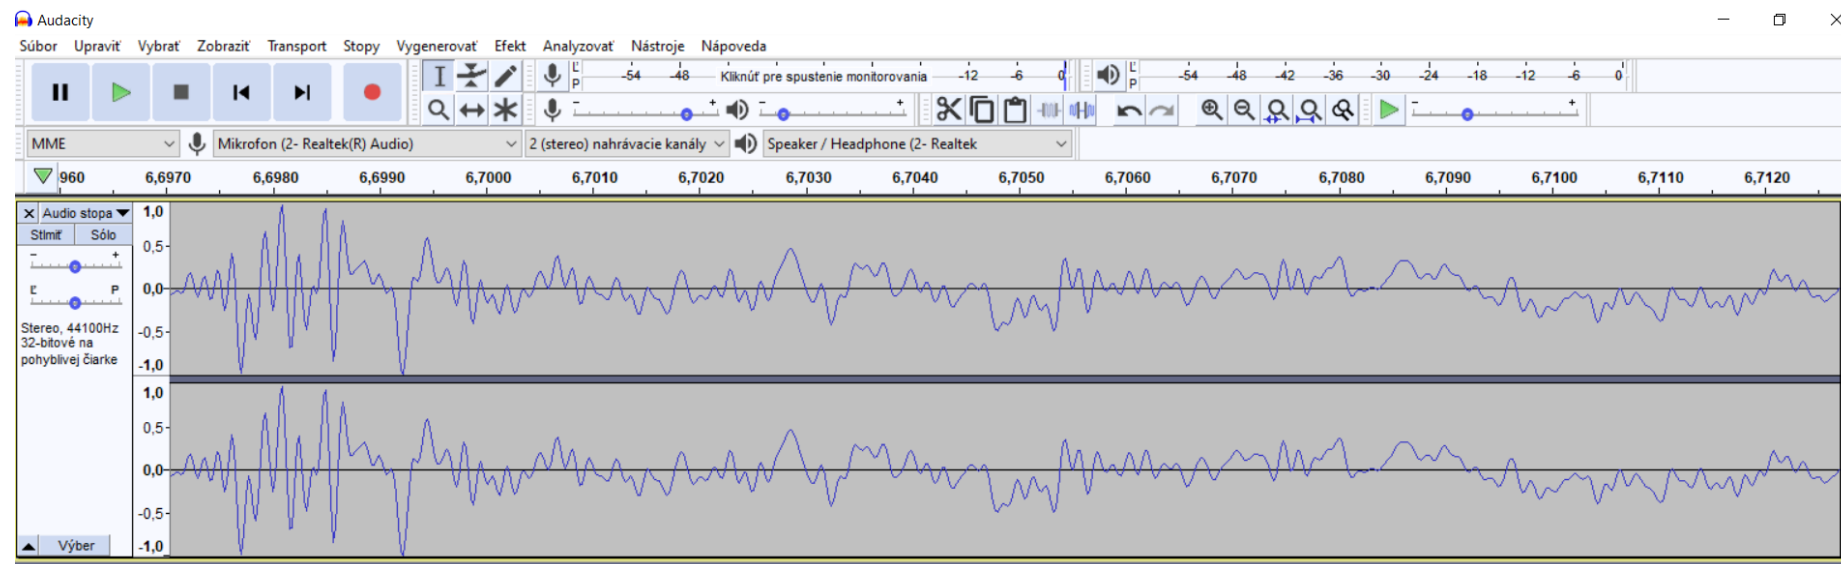 Audacity
Súbor Upraviť Vybrať Zobraziť Transport Stopy Vygenerovať Efekt Analyzovať Nástroje Nápoveda
Ľ P -54 -48 Kliknúť pre spustenie monitorovania -12 -6 0 Ľ P -54 -48 -42 -36 -30 -24 -18 -12 -6 0
MME Mikrofon (2- Realtek(R) Audio) 2 (stereo) nahrávacie kanály Speaker / Headphone (2- Realtek
960 6,6970 6,6980 6,6990 6,7000 6,7010 6,7020 6,7030 6,7040 6,7050 6,7060 6,7070 6,7080 6,7090 6,7100 6,7110 6,7120
X Audio stopa 1,0
Stlmiť Sólo
0,5
Ľ P 0,0
Stereo, 44100Hz
32-bitové na
pohyblivej čiarke
-0,5
-1,0
1,0
0,5
0,0
-0,5
Výber -1,0